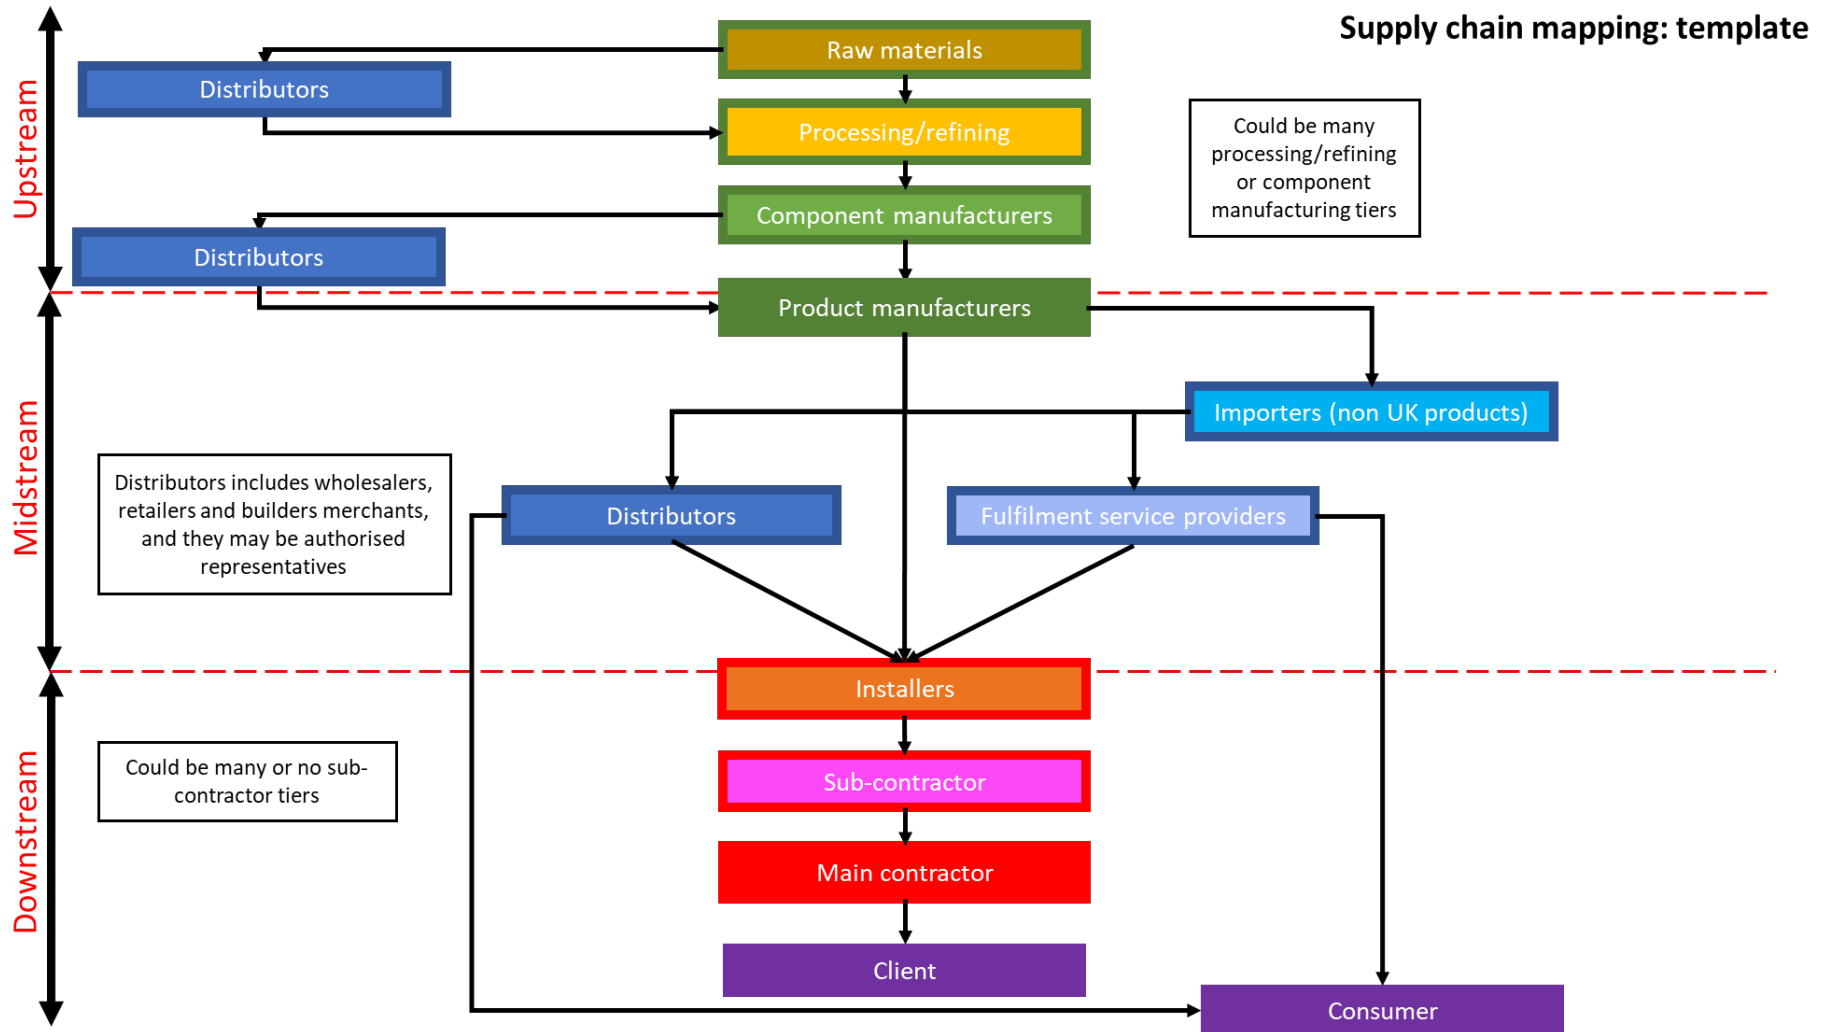 Supply chain mapping: template
Upstream
Raw materials
Distributors
Processing/refining
Could be many
processing/refining
or component
manufacturing tiers
Component manufacturers
Distributors
Product manufacturers
Midstream
Importers (non UK products)
Distributors includes wholesalers,
retailers and builders merchants,
and they may be authorised
representatives
Distributors
Fulfilment service providers
Downstream
Installers
Could be many or no sub-
contractor tiers
Sub-contractor
Main contractor
Client
Consumer